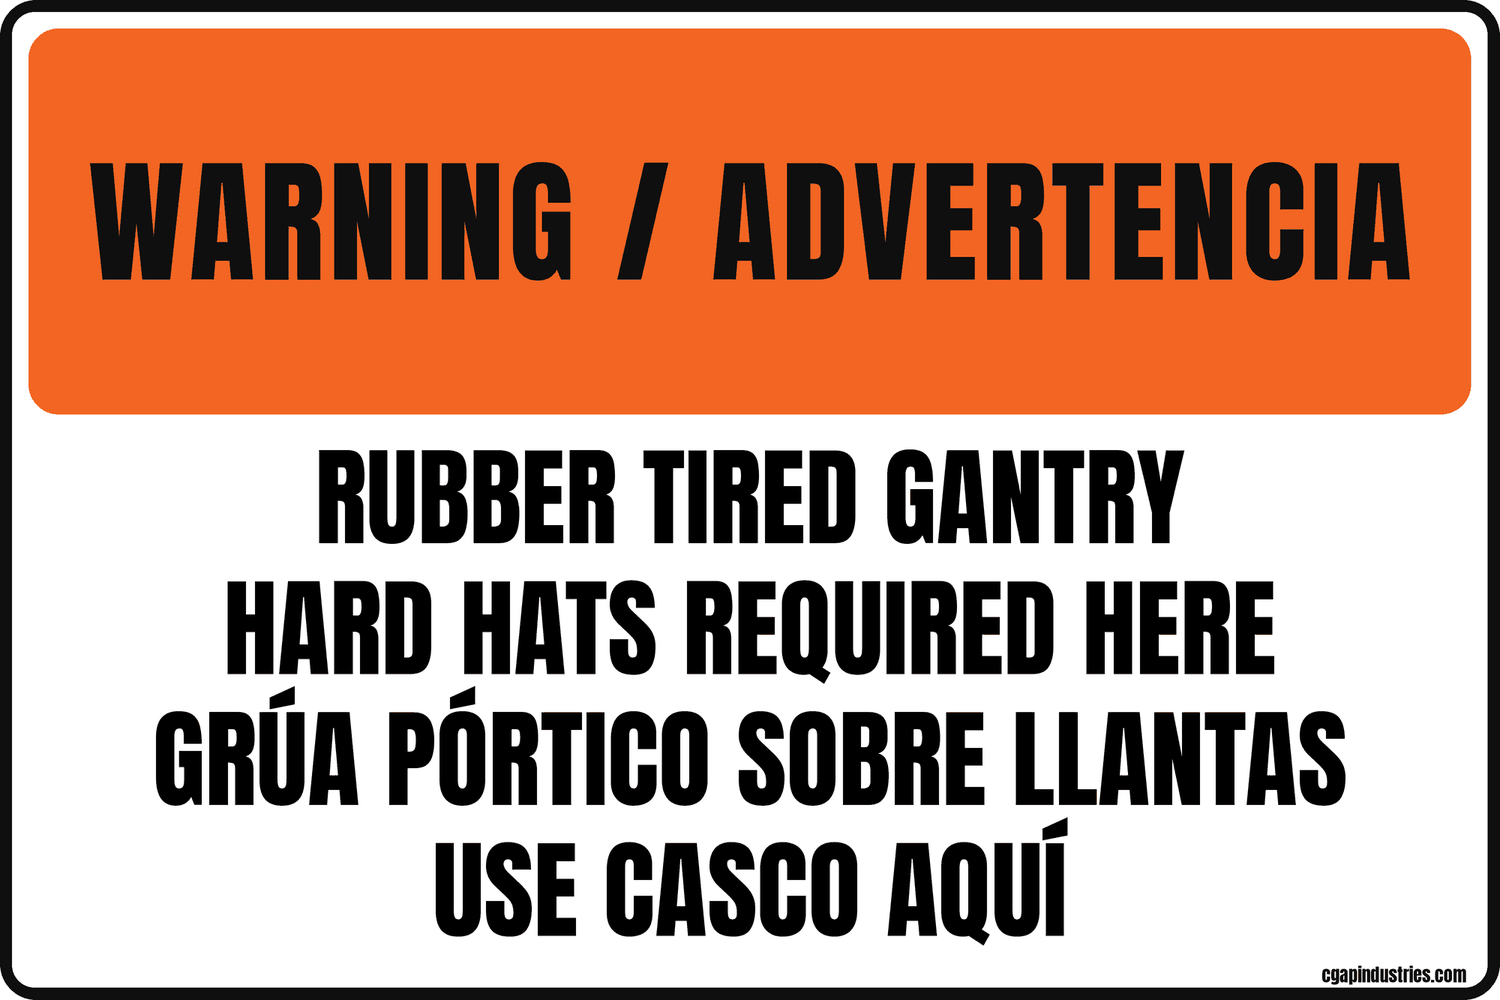 WARNING / ADVERTENCIA
RUBBER TIRED GANTRY
HARD HATS REQUIRED HERE
GRÚA PÓRTICO SOBRE LLANTAS
USE CASCO AQUÍ
cgapindustries.com